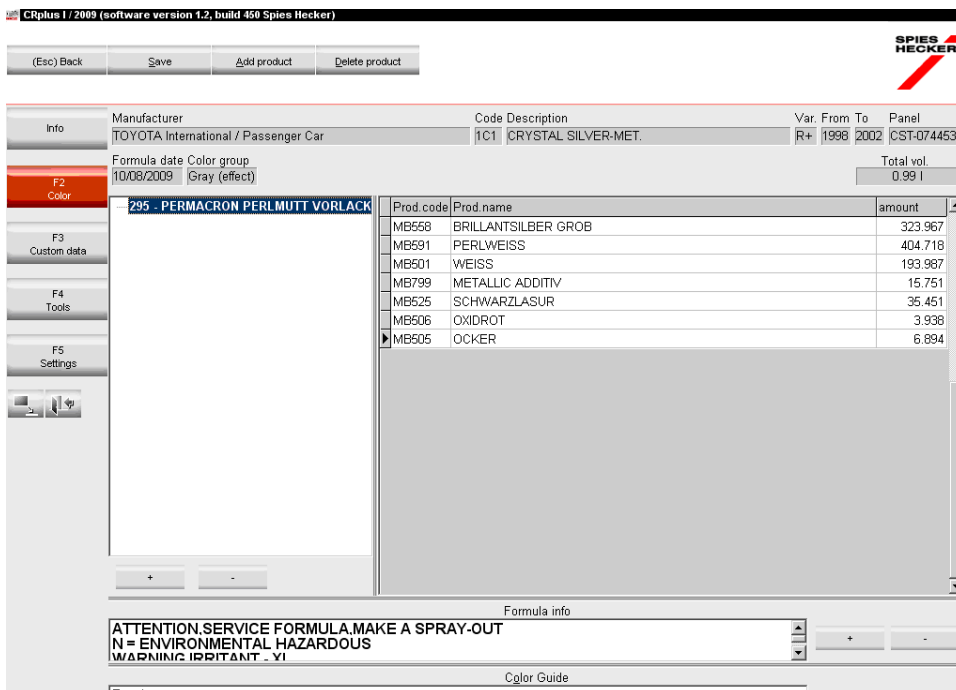 CRplus I / 2009 (software version 1.2, build 450 Spies Hecker)
SPIES
HECKER
(Esc) Back
Save
Add product
Delete product
Info
F2
Color
F3
Custom data
F4
Tools
F5
Settings
Manufacturer Code Description Var. From To Panel
TOYOTA International / Passenger Car 1C1 CRYSTAL SILVER-MET. R+ 1998 2002 CST-074453
Formula date Color group Total vol.
10/08/2009 Gray (effect) 0.99 l
295 - PERMACRON PERLMUTT VORLACK
Prod.code Prod.name amount
MB558 BRILLANTSILBER GROB 323.967
MB591 PERLWEISS 404.718
MB501 WEISS 193.987
MB799 METALLIC ADDITIV 15.751
MB525 SCHWARZLASUR 35.451
MB506 OXIDROT 3.938
MB505 OCKER 6.894
+ -
Formula info
ATTENTION,SERVICE FORMULA,MAKE A SPRAY-OUT
N = ENVIRONMENTAL HAZARDOUS
WARNING IRRITANT - XI
+ -
Color Guide